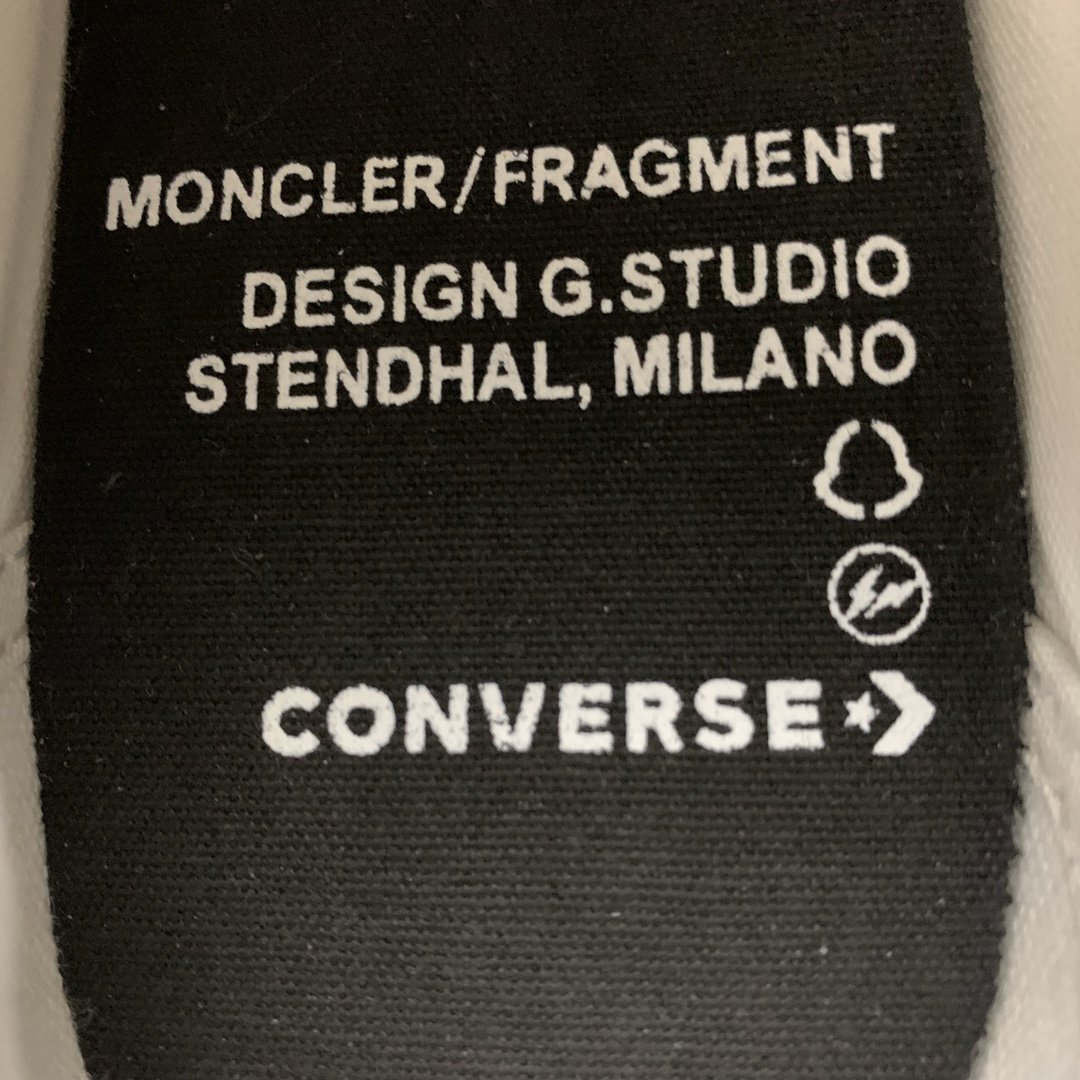 MONCLER/FRAGMENT
DESIGN G.STUDIO
STENDHAL, MILANO
CONVERSE